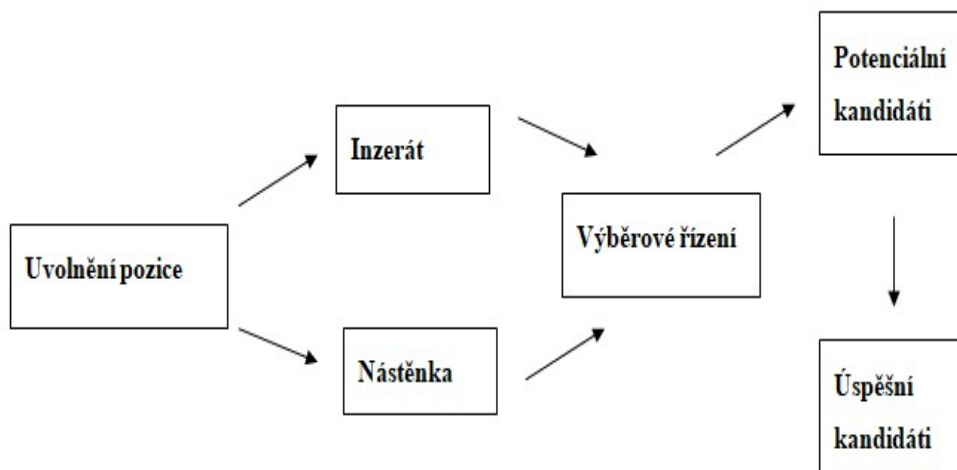 Uvolnění pozice
Inzerát
Nástěnka
Výběrové řízení
Potenciální
kandidáti
Úspěšní
kandidáti